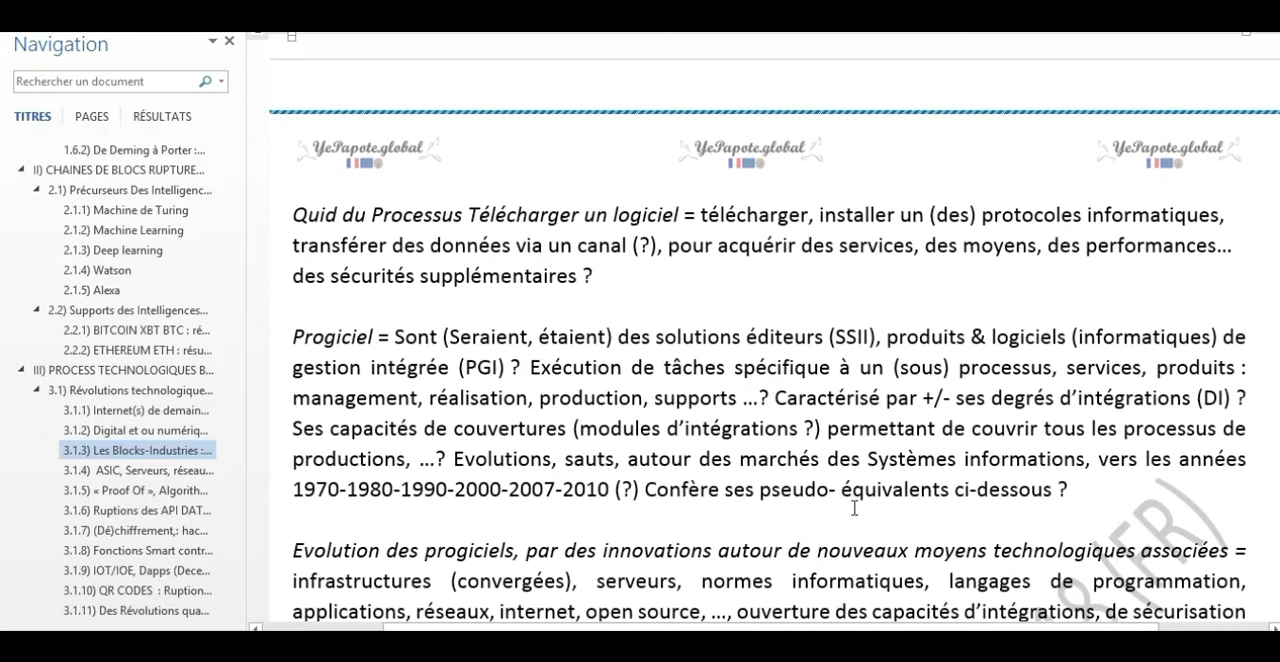 Navigation
Rechercher un document
TITRES PAGES RÉSULTATS
1.6.2) De Deming à Porter :...
II) CHAINES DE BLOCS RUPTURE...
2.1) Précurseurs Des Intelligenc...
2.1.1) Machine de Turing
2.1.2) Machine Learning
2.1.3) Deep learning
2.1.4) Watson
2.1.5) Alexa
2.2) Supports des Intelligences...
2.2.1) BITCOIN XBT BTC : ré...
2.2.2) ETHEREUM ETH : résu...
III) PROCESS TECHNOLOGIQUES B...
3.1) Révolutions technologique...
3.1.1) Internet(s) de demain...
3.1.2) Digital et ou numériq...
3.1.3) Les Blocks-Industries :...
3.1.4) ASIC, Serveurs, réseau...
3.1.5) « Proof Of », Algorith...
3.1.6) Ruptions des API DAT...
3.1.7) (Dé)chiffrement,: hac...
3.1.8) Fonctions Smart contr...
3.1.9) IOT/IOE, Dapps (Dece...
3.1.10) QR CODES : Ruption...
3.1.11) Des Révolutions qua...
YePapote.global YePapote.global YePapote.global
Quid du Processus Télécharger un logiciel = télécharger, installer un (des) protocoles informatiques,
transférer des données via un canal (?), pour acquérir des services, des moyens, des performances...
des sécurités supplémentaires ?
Progiciel = Sont (Seraient, étaient) des solutions éditeurs (SSII), produits & logiciels (informatiques) de
gestion intégrée (PGI) ? Exécution de tâches spécifique à un (sous) processus, services, produits :
management, réalisation, production, supports ...? Caractérisé par +/- ses degrés d’intégrations (DI) ?
Ses capacités de couvertures (modules d’intégrations ?) permettant de couvrir tous les processus de
productions, ...? Evolutions, sauts, autour des marchés des Systèmes informations, vers les années
1970-1980-1990-2000-2007-2010 (?) Confère ses pseudo- équivalents ci-dessous ?
Evolution des progiciels, par des innovations autour de nouveaux moyens technologiques associées =
infrastructures (convergées), serveurs, normes informatiques, langages de programmation,
applications, réseaux, internet, open source, ..., ouverture des capacités d’intégrations, de sécurisation
(FR)